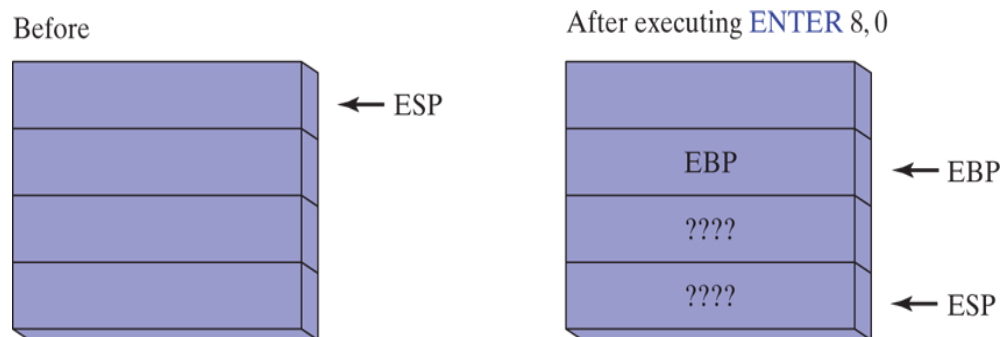 Before
ESP
After executing ENTER 8, 0
EBP
EBP
????
????
ESP